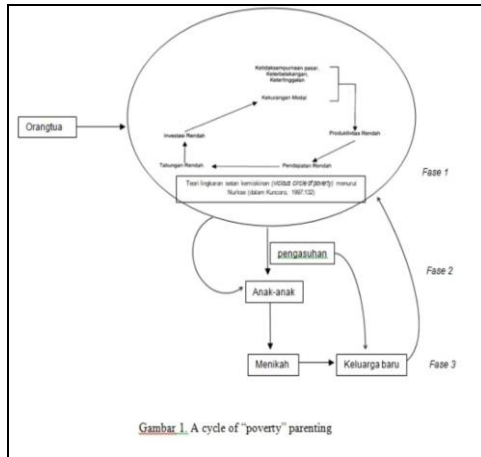 Ketidaksempurnaan pasar,
Keterbelakangan,
Ketertinggalan
Kekurangan Modal
Orangtua
Investasi Rendah
Produktivitas Rendah
Tabungan Rendah
Pendapatan Rendah
Teori lingkaran setan kemiskinan (vicious circle of poverty) menurut
Nurkse (dalam Kuncoro, 1997:132)
Fase 1
pengasuhan
Fase 2
Anak-anak
Menikah
Keluarga baru
Fase 3
Gambar 1. A cycle of "poverty" parenting